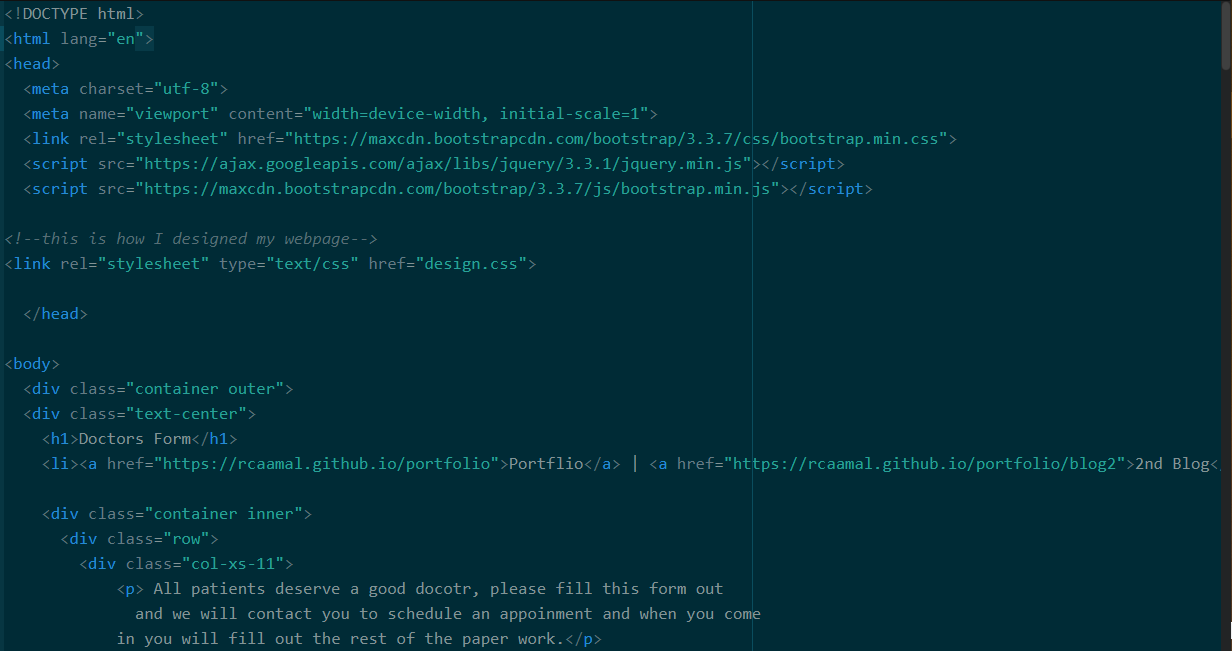 <!DOCTYPE html>
<html lang="en">
<head>
<meta charset="utf-8">
<meta name="viewport" content="width=device-width, initial-scale=1">
<link rel="stylesheet" href="https://maxcdn.bootstrapcdn.com/bootstrap/3.3.7/css/bootstrap.min.css">
<script src="https://ajax.googleapis.com/ajax/libs/jquery/3.3.1/jquery.min.js"></script>
<script src="https://maxcdn.bootstrapcdn.com/bootstrap/3.3.7/js/bootstrap.min.js"></script>
<!--this is how I designed my webpage-->
<link rel="stylesheet" type="text/css" href="design.css">
</head>
<body>
<div class="container outer">
<div class="text-center">
<h1>Doctors Form</h1>
<li><a href="https://rcaamal.github.io/portfolio">Portflio</a> | <a href="https://rcaamal.github.io/portfolio/blog2">2nd Blog<
<div class="container inner">
<div class="row">
<div class="col-xs-11">
<p> All patients deserve a good docotr, please fill this form out
and we will contact you to schedule an appoinment and when you come
in you will fill out the rest of the paper work.</p>